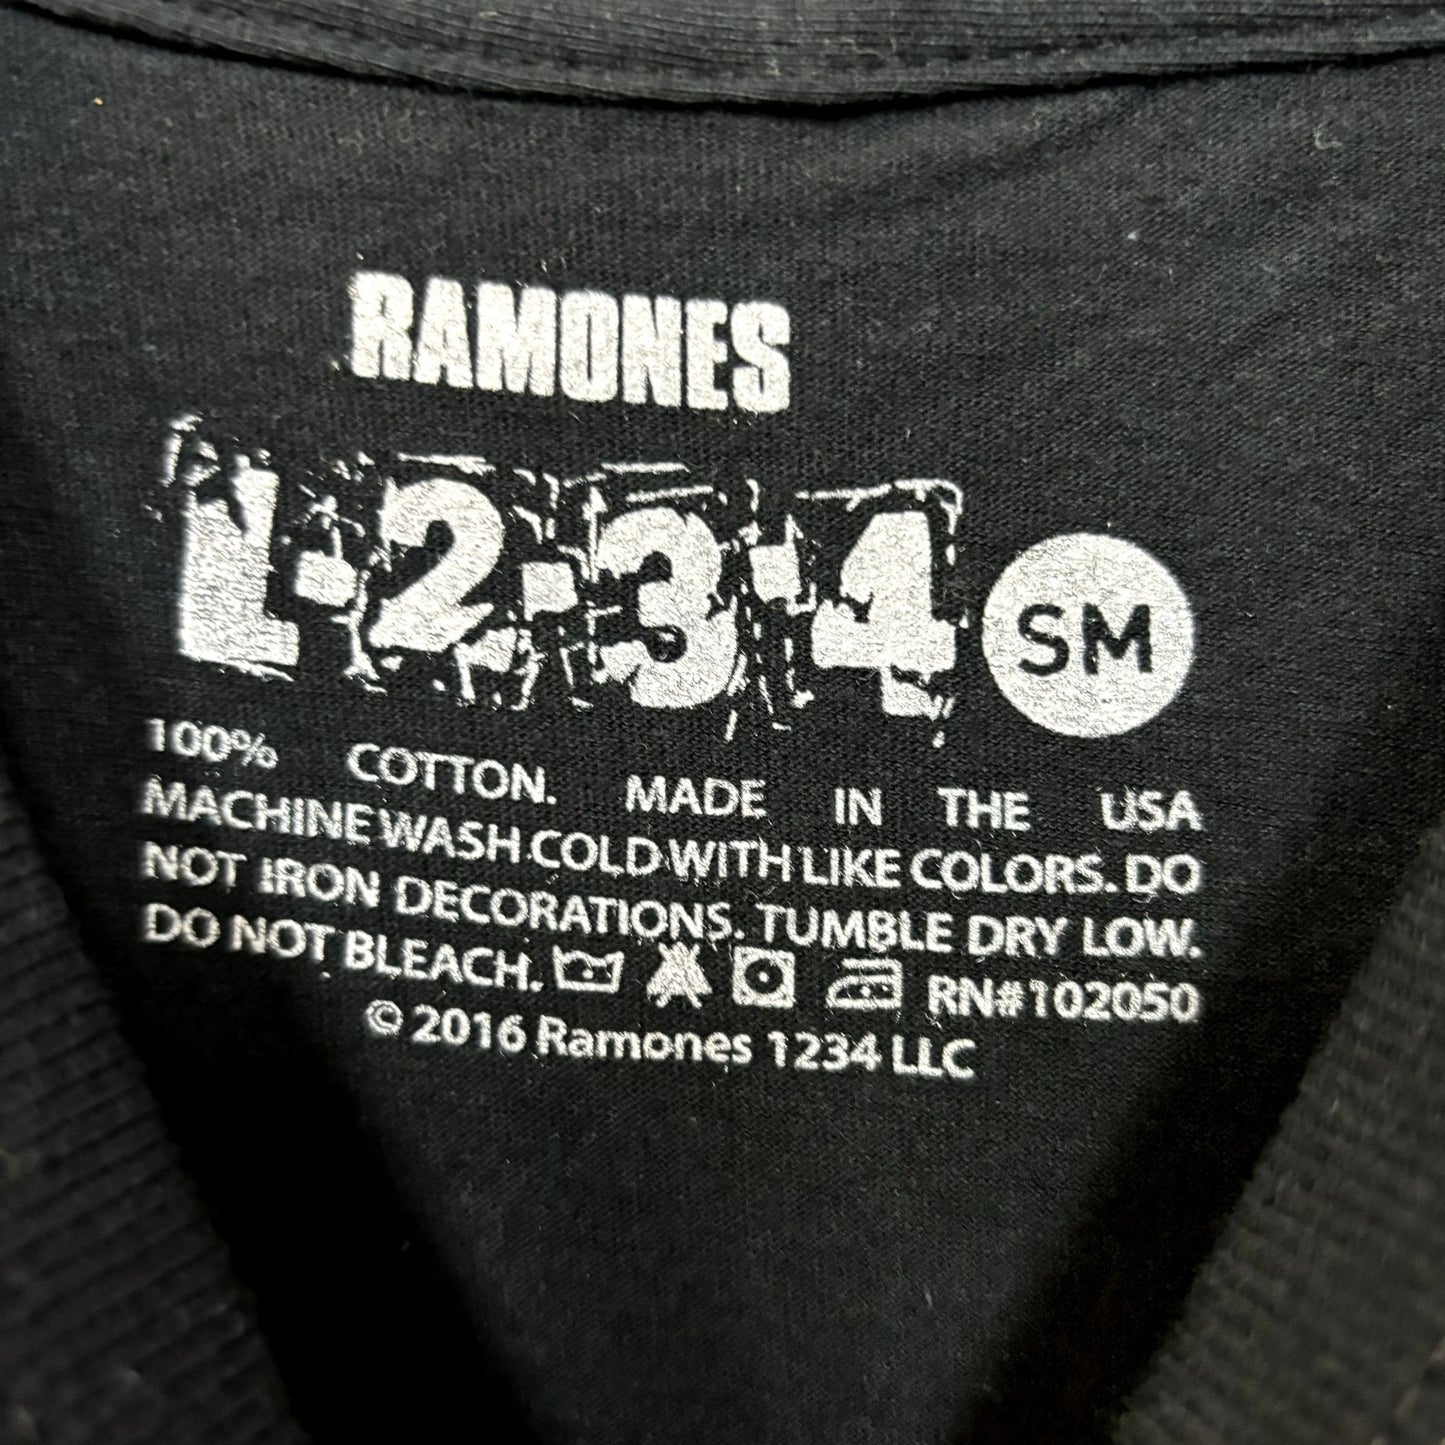 RAMONES
1-2-3-4 SM
100% COTTON. MADE IN THE USA
MACHINE WASH COLD WITH LIKE COLORS. DO
NOT IRON DECORATIONS. TUMBLE DRY LOW.
DO NOT BLEACH. RN#102050
© 2016 Ramones 1234 LLC